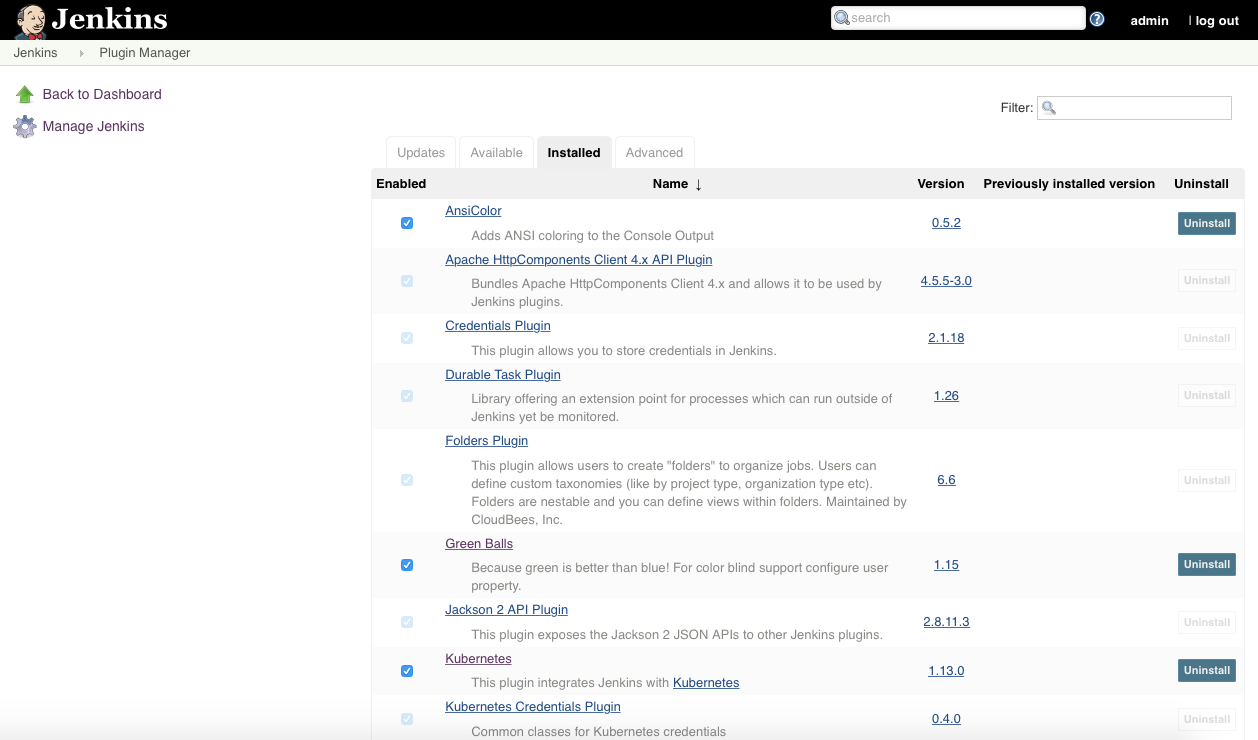 Jenkins
search
?
admin
| log out
Jenkins
Plugin Manager
Back to Dashboard
Manage Jenkins
Filter:
Updates
Available
Installed
Advanced
Enabled
Name ↓
Version
Previously installed version
Uninstall
AnsiColor
Adds ANSI coloring to the Console Output
0.5.2
Uninstall
Apache HttpComponents Client 4.x API Plugin
Bundles Apache HttpComponents Client 4.x and allows it to be used by
Jenkins plugins.
4.5.5-3.0
Uninstall
Credentials Plugin
This plugin allows you to store credentials in Jenkins.
2.1.18
Uninstall
Durable Task Plugin
Library offering an extension point for processes which can run outside of
Jenkins yet be monitored.
1.26
Uninstall
Folders Plugin
This plugin allows users to create "folders" to organize jobs. Users can
define custom taxonomies (like by project type, organization type etc).
Folders are nestable and you can define views within folders. Maintained by
CloudBees, Inc.
6.6
Uninstall
Green Balls
Because green is better than blue! For color blind support configure user
property.
1.15
Uninstall
Jackson 2 API Plugin
This plugin exposes the Jackson 2 JSON APIs to other Jenkins plugins.
2.8.11.3
Uninstall
Kubernetes
This plugin integrates Jenkins with Kubernetes
1.13.0
Uninstall
Kubernetes Credentials Plugin
Common classes for Kubernetes credentials
0.4.0
Uninstall